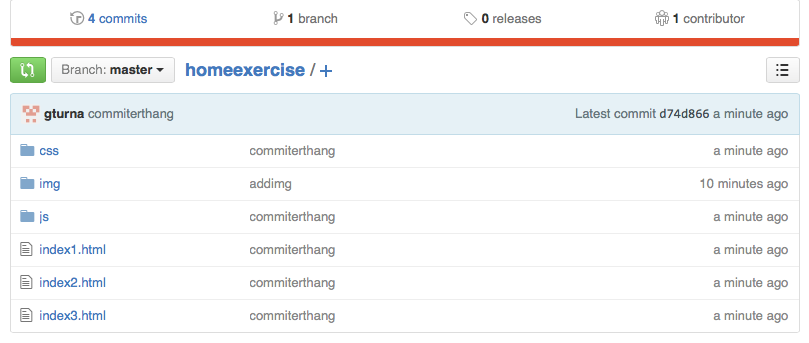 4 commits 1 branch 0 releases 1 contributor
Branch: master homeexercise / +
gturna commiterthang Latest commit d74d866 a minute ago
css commiterthang a minute ago
img addimg 10 minutes ago
js commiterthang a minute ago
index1.html commiterthang a minute ago
index2.html commiterthang a minute ago
index3.html commiterthang a minute ago